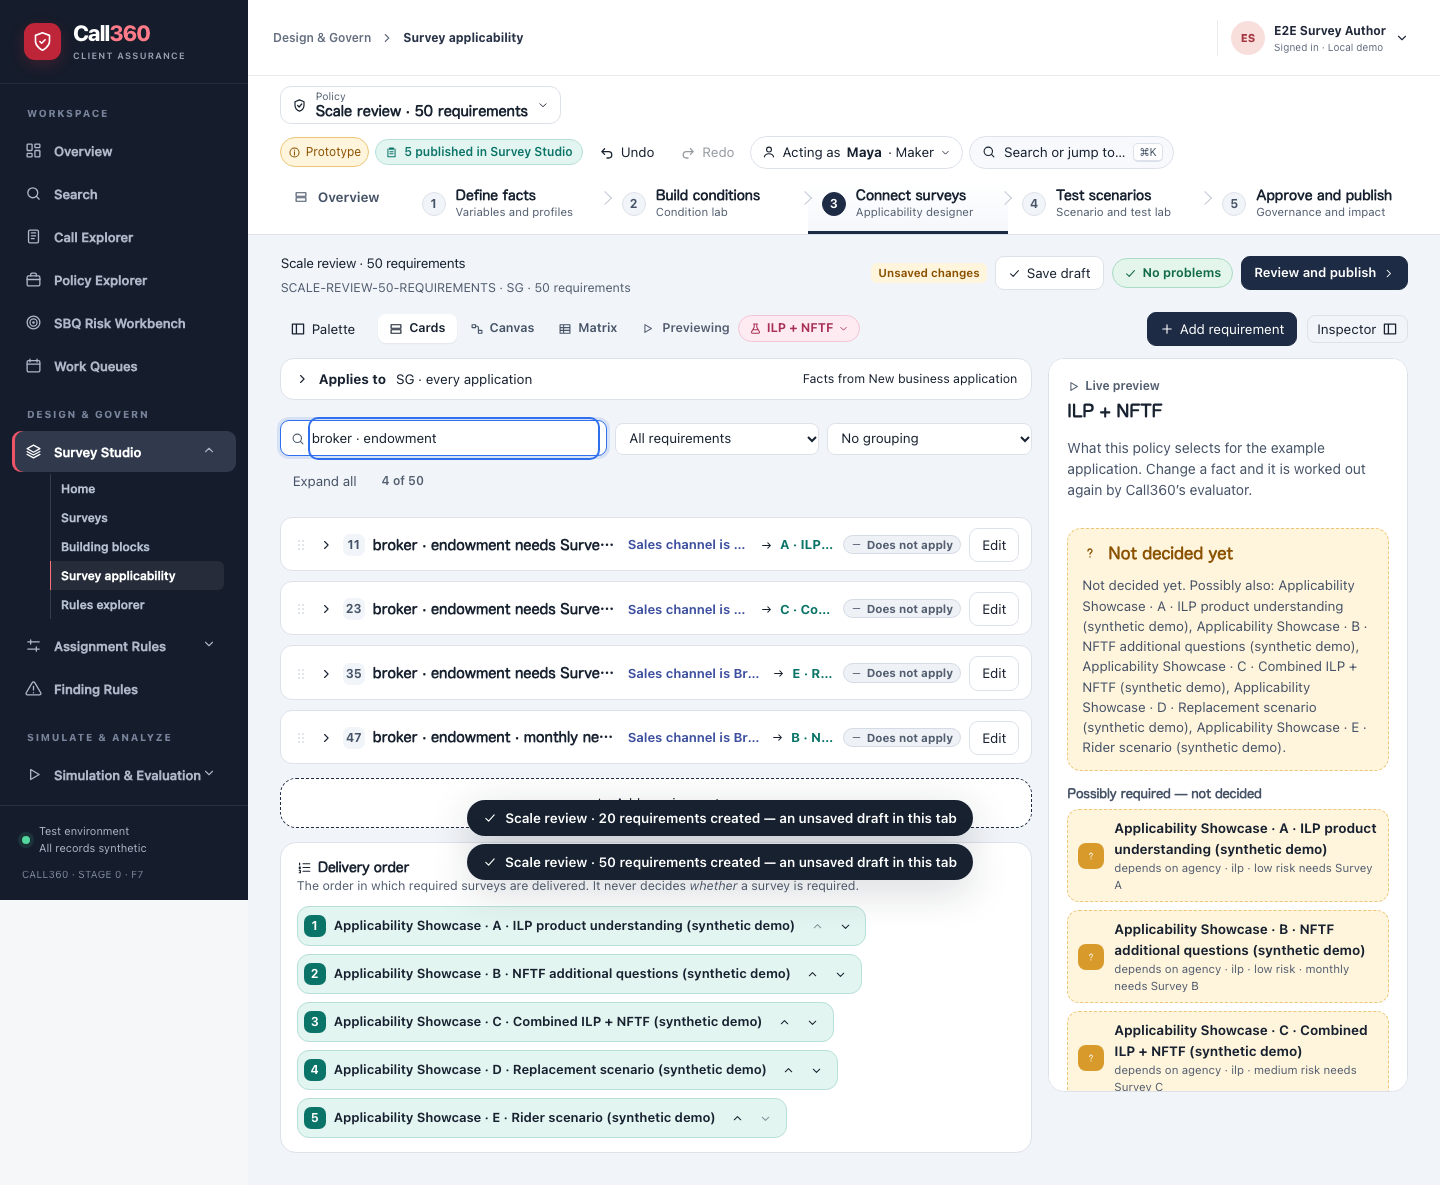 Call360
CLIENT ASSURANCE
WORKSPACE
Overview
Search
Call Explorer
Policy Explorer
SBQ Risk Workbench
Work Queues
DESIGN & GOVERN
Survey Studio
Home
Surveys
Building blocks
Survey applicability
Rules explorer
Assignment Rules
Finding Rules
SIMULATE & ANALYZE
Simulation & Evaluation
Test environment
All records synthetic
CALL360 · STAGE 0 · F7
Design & Govern > Survey applicability
ES
E2E Survey Author
Signed in · Local demo
Policy
Scale review · 50 requirements
Prototype
5 published in Survey Studio
Undo
Redo
Acting as Maya · Maker
Search or jump to...
⌘K
Overview
1 Define facts
Variables and profiles
2 Build conditions
Condition lab
3 Connect surveys
Applicability designer
4 Test scenarios
Scenario and test lab
5 Approve and publish
Governance and impact
Scale review · 50 requirements
SCALE-REVIEW-50-REQUIREMENTS · SG · 50 requirements
Unsaved changes
Save draft
No problems
Review and publish
Palette
Cards
Canvas
Matrix
Previewing
ILP + NFTF
Add requirement
Inspector
Applies to SG · every application
Facts from New business application
broker · endowment
All requirements
No grouping
Expand all
4 of 50
11 broker · endowment needs Surve··· Sales channel is ... → A · ILP... Does not apply Edit
23 broker · endowment needs Surve··· Sales channel is ... → C · Co... Does not apply Edit
35 broker · endowment needs Surve··· Sales channel is Br... → E · R... Does not apply Edit
47 broker · endowment · monthly ne··· Sales channel is Br... → B · N... Does not apply Edit
Scale review · 20 requirements created — an unsaved draft in this tab
Scale review · 50 requirements created — an unsaved draft in this tab
Delivery order
The order in which required surveys are delivered. It never decides whether a survey is required.
1 Applicability Showcase · A · ILP product understanding (synthetic demo)
2 Applicability Showcase · B · NFTF additional questions (synthetic demo)
3 Applicability Showcase · C · Combined ILP + NFTF (synthetic demo)
4 Applicability Showcase · D · Replacement scenario (synthetic demo)
5 Applicability Showcase · E · Rider scenario (synthetic demo)
Live preview
ILP + NFTF
What this policy selects for the example
application. Change a fact and it is worked out
again by Call360’s evaluator.
? Not decided yet
Not decided yet. Possibly also: Applicability
Showcase · A · ILP product understanding
(synthetic demo), Applicability Showcase · B ·
NFTF additional questions (synthetic demo),
Applicability Showcase · C · Combined ILP +
NFTF (synthetic demo), Applicability
Showcase · D · Replacement scenario
(synthetic demo), Applicability Showcase · E ·
Rider scenario (synthetic demo).
Possibly required — not decided
? Applicability Showcase · A · ILP product
understanding (synthetic demo)
depends on agency · ilp · low risk needs Survey
A
? Applicability Showcase · B · NFTF
additional questions (synthetic demo)
depends on agency · ilp · low risk · monthly
needs Survey B
? Applicability Showcase · C · Combined
ILP + NFTF (synthetic demo)
depends on agency · ilp · medium risk needs
Survey C